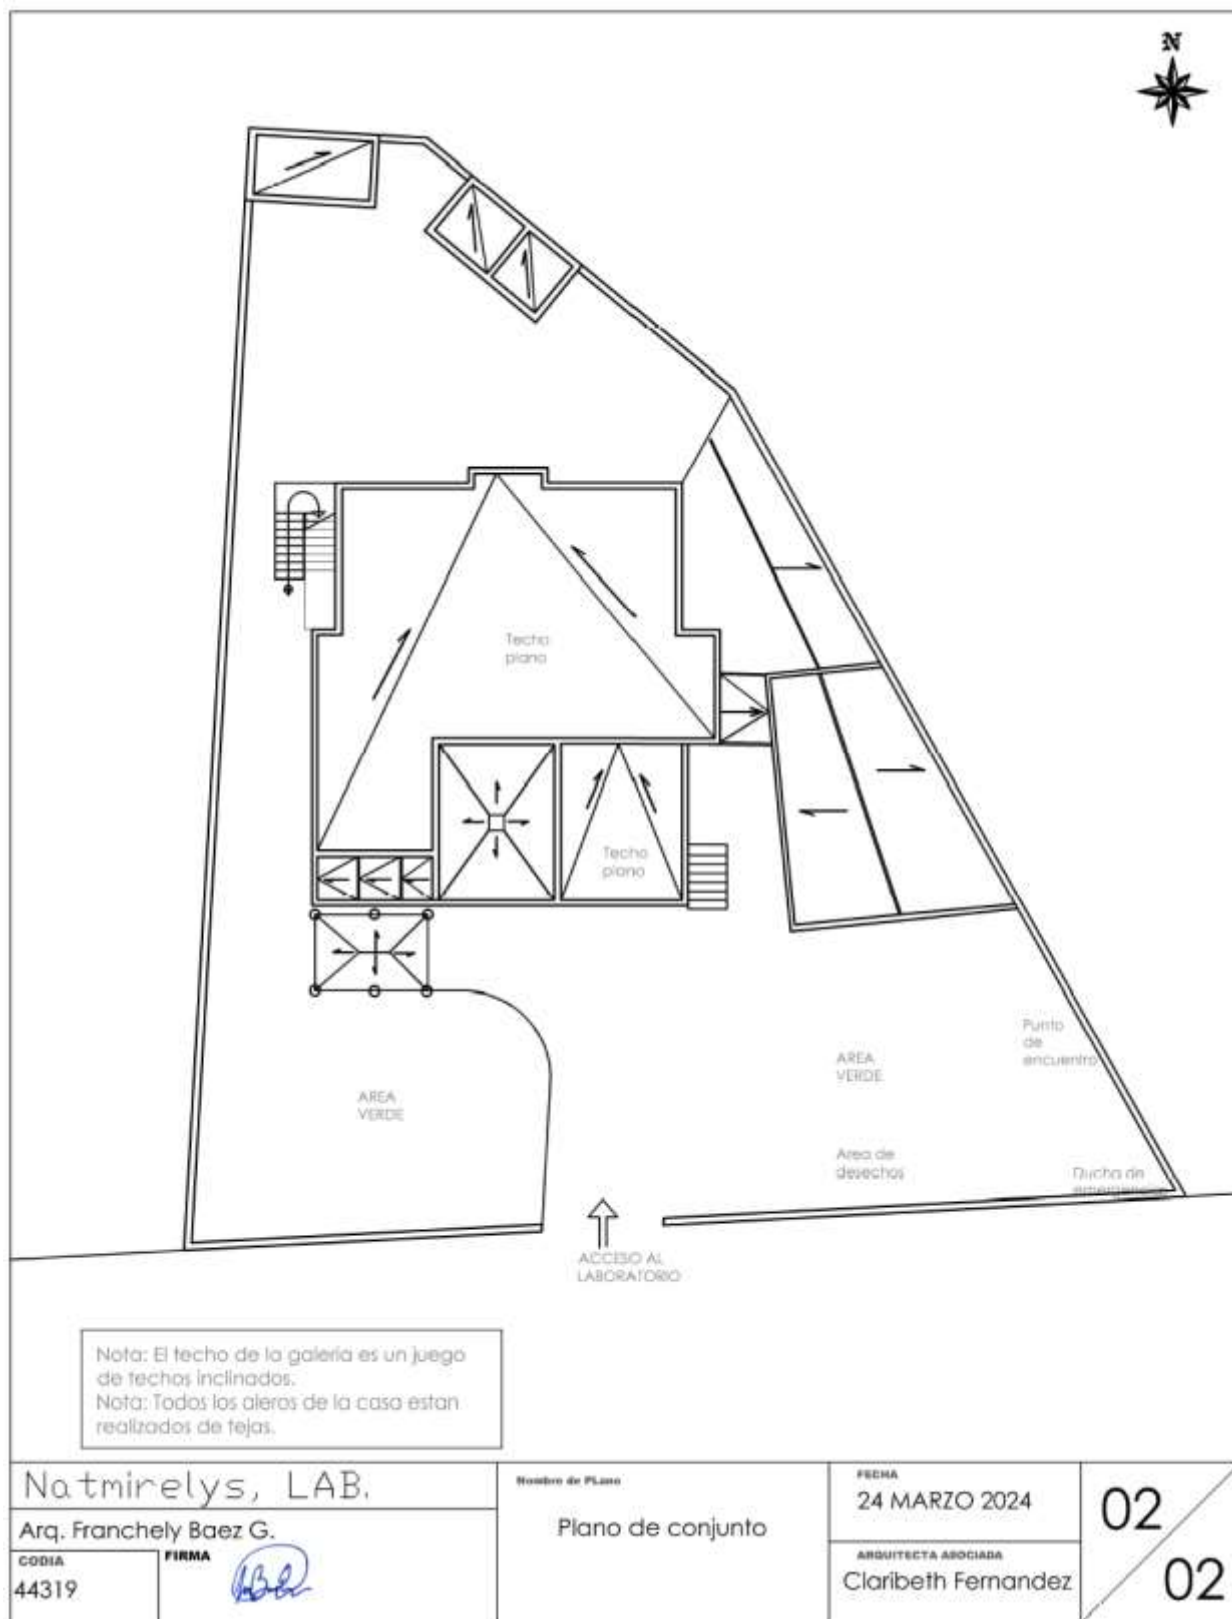 N
Techo
plano
Techo
plano
Punto
de
encuentro
AREA
VERDE
AREA
VERDE
Area de
desechos
Ducha de
emergencia
ACCESO AL
LABORATORIO
Nota: El techo de la galeria es un juego
de techos inclinados.
Nota: Todos los aleros de la casa estan
realizados de tejas.
Natmirelys, LAB.
Arq. Franchely Baez G.
CODIA
44319
FIRMA
Nombre de PLano
Plano de conjunto
FECHA
24 MARZO 2024
ARQUITECTA ASOCIADA
Claribeth Fernandez
02
02